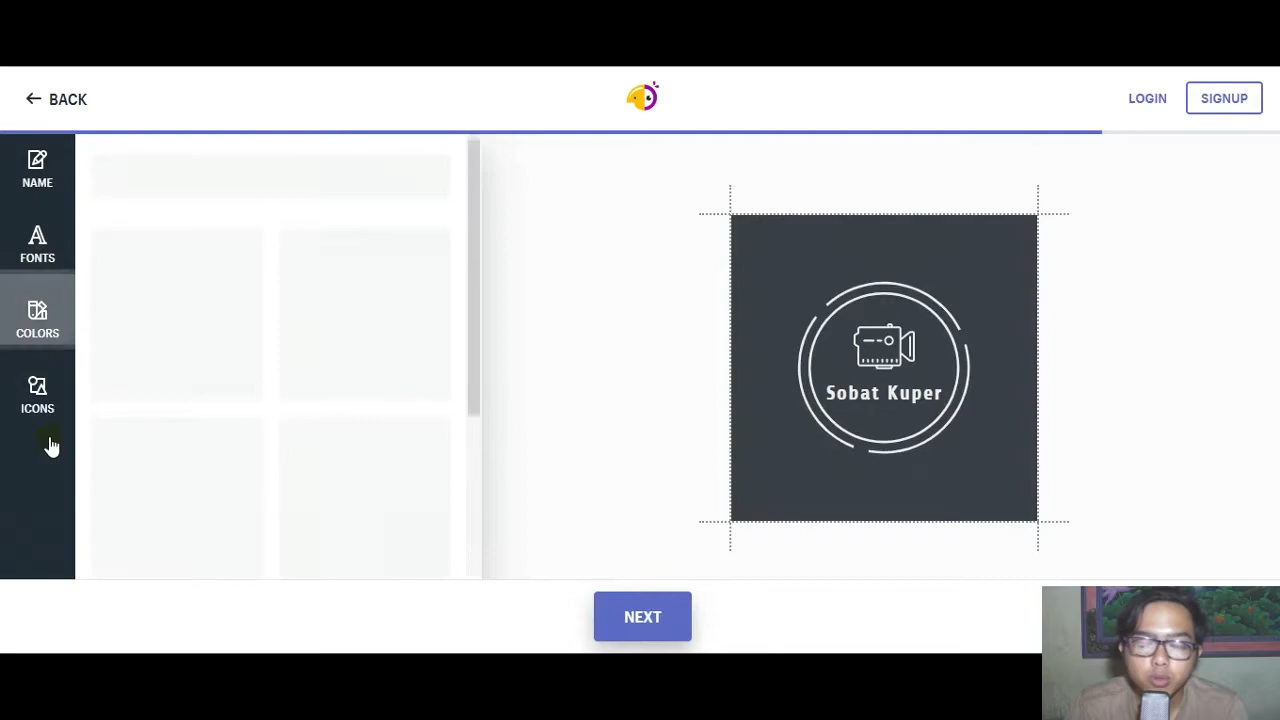 BACK
LOGIN
SIGNUP
NAME
FONTS
COLORS
ICONS
Sobat Kuper
NEXT